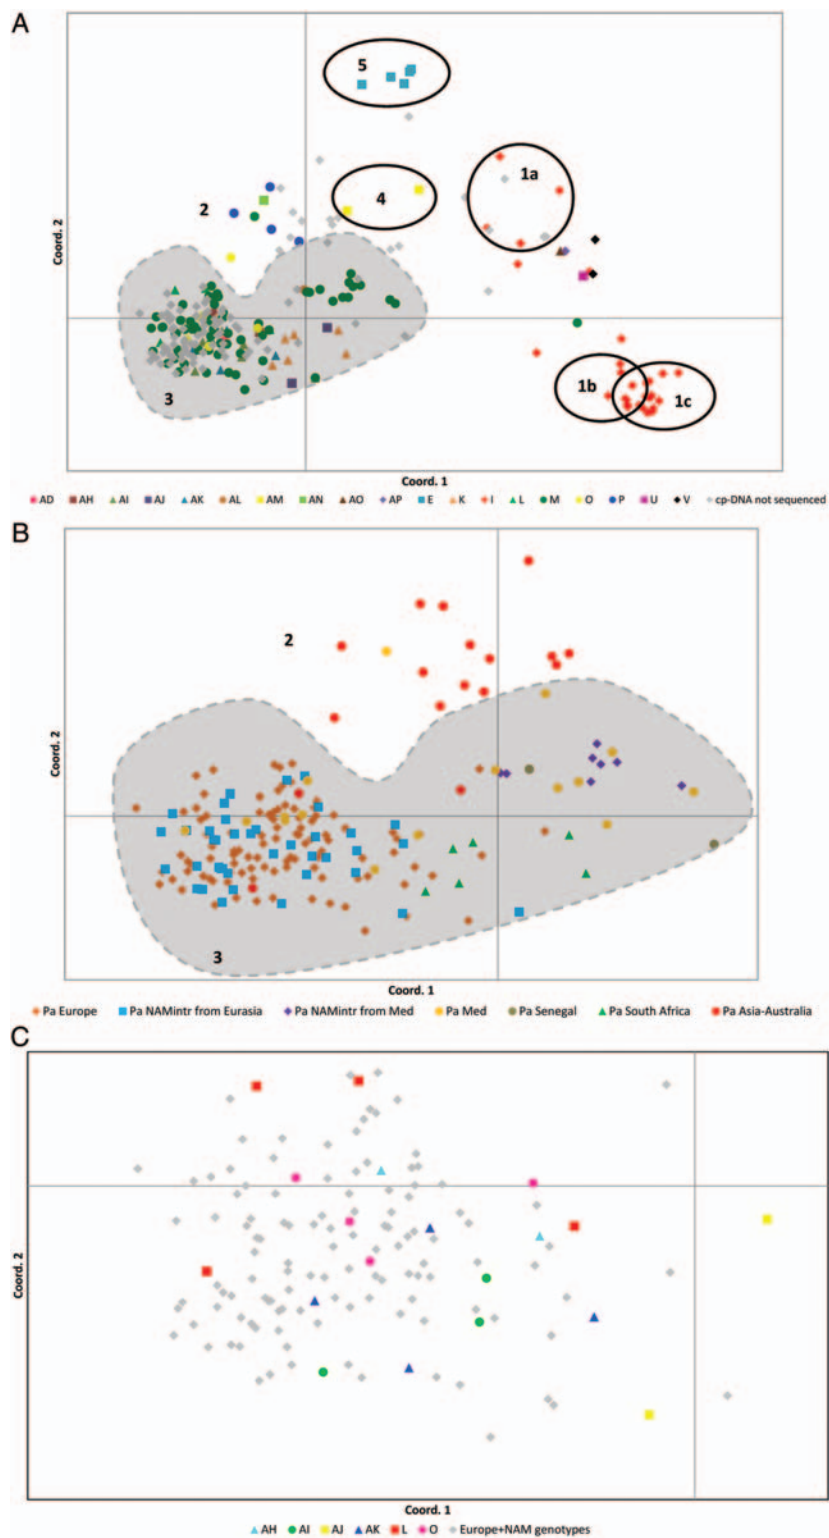 A
5
1a
4
2
Coord. 2
3
1b
1c
Coord. 1
AD AH AI AJ AK AL AM AN AO AP E K I L M O P U V cp-DNA not sequenced
B
2
Coord. 2
3
Coord. 1
Pa Europe Pa NAMintr from Eurasia Pa NAMintr from Med Pa Med Pa Senegal Pa South Africa Pa Asia-Australia
C
Coord. 2
Coord. 1
AH AI AJ AK L O Europe+NAM genotypes